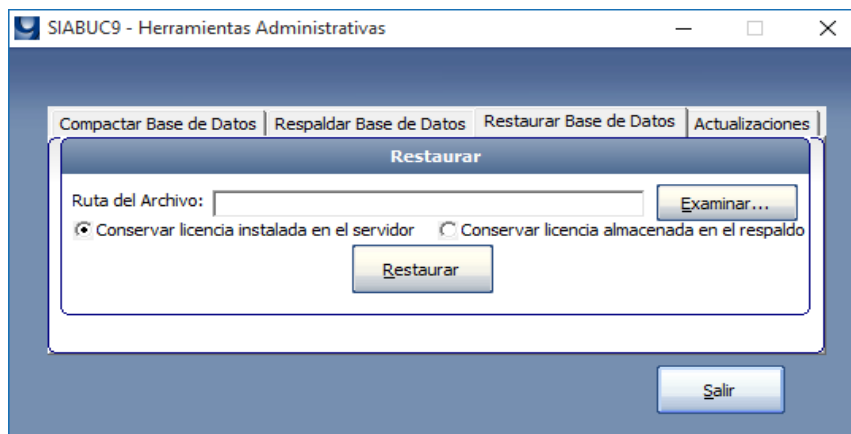 SIABUC9 - Herramientas Administrativas
Compactar Base de Datos Respaldar Base de Datos Restaurar Base de Datos Actualizaciones
Restaurar
Ruta del Archivo: Examinar...
Conservar licencia instalada en el servidor Conservar licencia almacenada en el respaldo
Restaurar
Salir